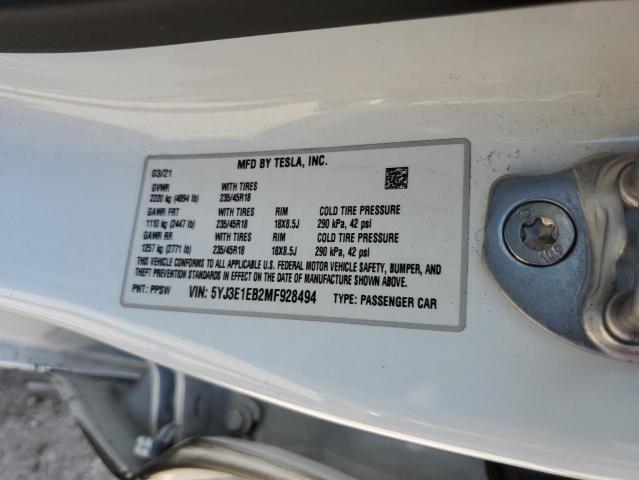 MFD BY TESLA, INC.
03/21
GVWR WITH TIRES
2220 kg (4894 lb) 235/45R18
GAWR FRT WITH TIRES RIM COLD TIRE PRESSURE
1110 kg (2447 lb) 235/45R18 18X8.5J 290 kPa, 42 psi
GAWR RR WITH TIRES RIM COLD TIRE PRESSURE
1257 kg (2771 lb) 235/45R18 18X8.5J 290 kPa, 42 psi
THIS VEHICLE CONFORMS TO ALL APPLICABLE U.S. FEDERAL MOTOR VEHICLE SAFETY, BUMPER, AND
THEFT PREVENTION STANDARDS IN EFFECT ON THE DATE OF MANUFACTURE SHOWN ABOVE.
PNT: PPSW VIN: 5YJ3E1EB2MF928494 TYPE: PASSENGER CAR